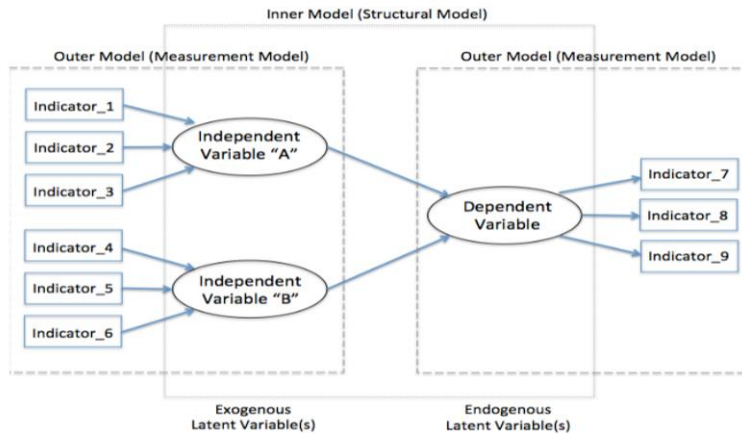 Inner Model (Structural Model)
Outer Model (Measurement Model)
Outer Model (Measurement Model)
Indicator_1
Indicator_2
Indicator_3
Independent
Variable "A"
Indicator_4
Indicator_5
Indicator_6
Independent
Variable "B"
Dependent
Variable
Indicator_7
Indicator_8
Indicator_9
Exogenous
Latent Variable(s)
Endogenous
Latent Variable(s)